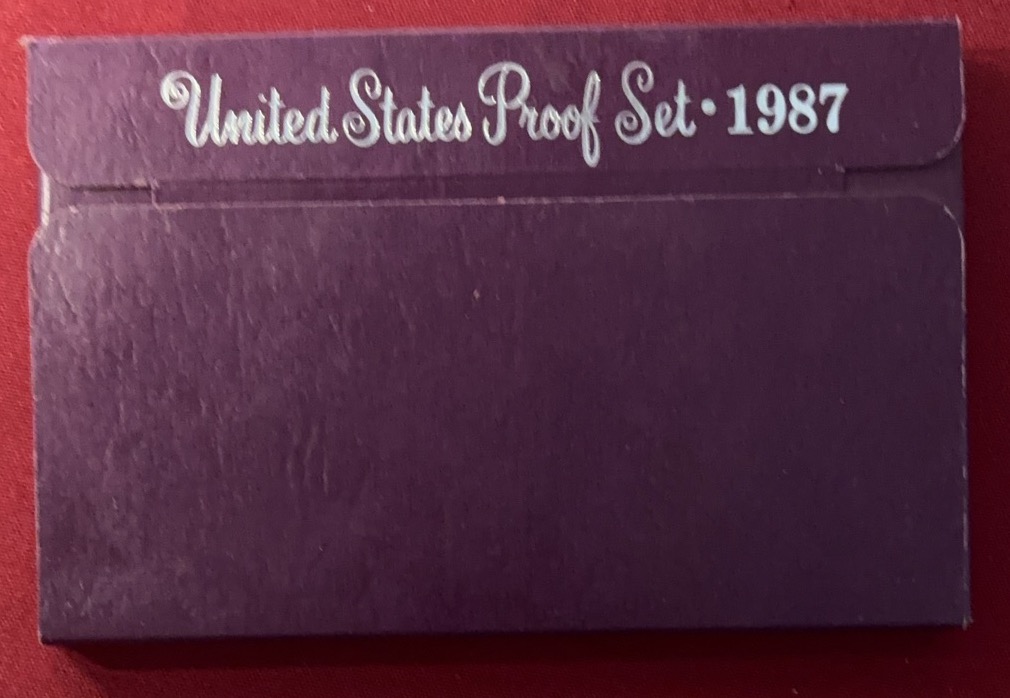 United States Proof Set · 1987